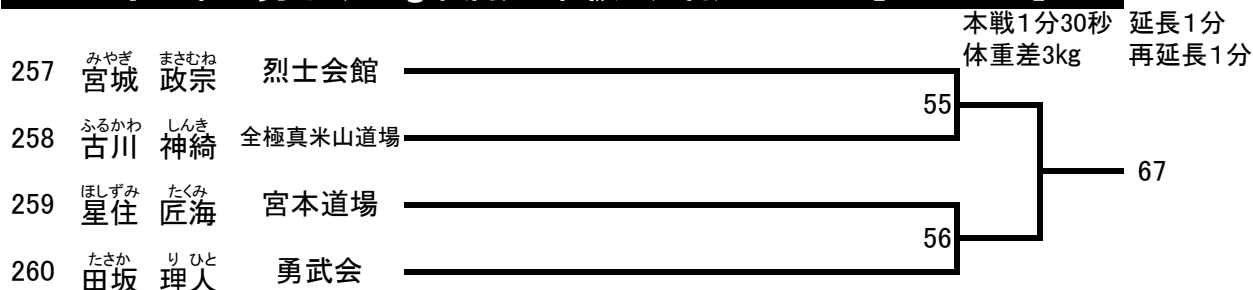 本戦1分30秒 延長1分
体重差3kg 再延長1分
みやぎ まさむね
257 宮城 政宗 烈士会館
55
ふるかわ しんき
258 古川 神綺 全極真米山道場
67
ほしずみ たくみ
259 星住 匠海 宮本道場
56
たさか りひと
260 田坂 理人 勇武会